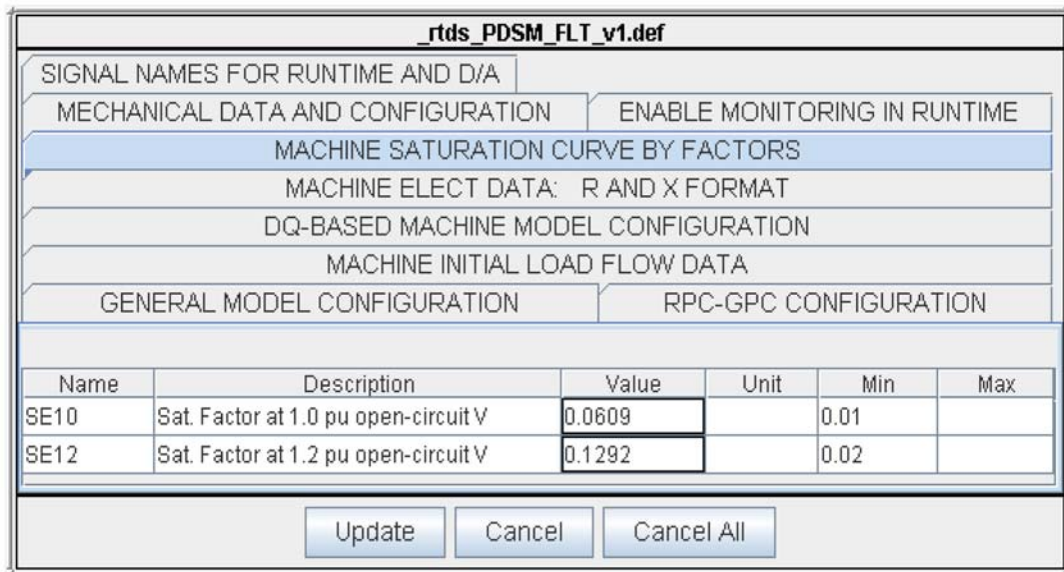 _rtds_PDSM_FLT_v1.def
SIGNAL NAMES FOR RUNTIME AND D/A
MECHANICAL DATA AND CONFIGURATION ENABLE MONITORING IN RUNTIME
MACHINE SATURATION CURVE BY FACTORS
MACHINE ELECT DATA: R AND X FORMAT
DQ-BASED MACHINE MODEL CONFIGURATION
MACHINE INITIAL LOAD FLOW DATA
GENERAL MODEL CONFIGURATION RPC-GPC CONFIGURATION
Name Description Value Unit Min Max
SE10 Sat. Factor at 1.0 pu open-circuit V 0.0609 0.01
SE12 Sat. Factor at 1.2 pu open-circuit V 0.1292 0.02
Update Cancel Cancel All